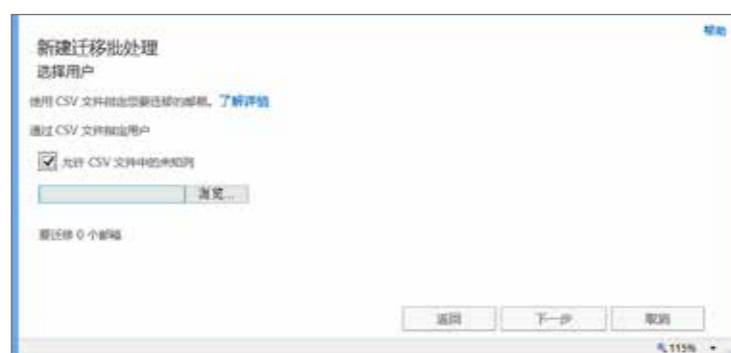 帮助
新建迁移批处理
选择用户
使用 CSV 文件指定您要迁移的邮箱。了解详情
通过 CSV 文件指定用户
允许 CSV 文件中的未知列
浏览...
要迁移 0 个邮箱
返回 下一步 取消
115%